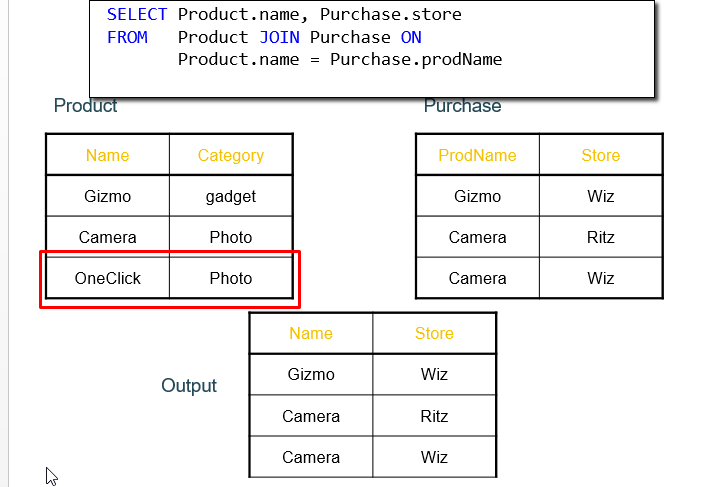 SELECT Product.name, Purchase.store
FROM Product JOIN Purchase ON
Product.name = Purchase.prodName
Product
Name Category
Gizmo gadget
Camera Photo
OneClick Photo
Purchase
ProdName Store
Gizmo Wiz
Camera Ritz
Camera Wiz
Output
Name Store
Gizmo Wiz
Camera Ritz
Camera Wiz